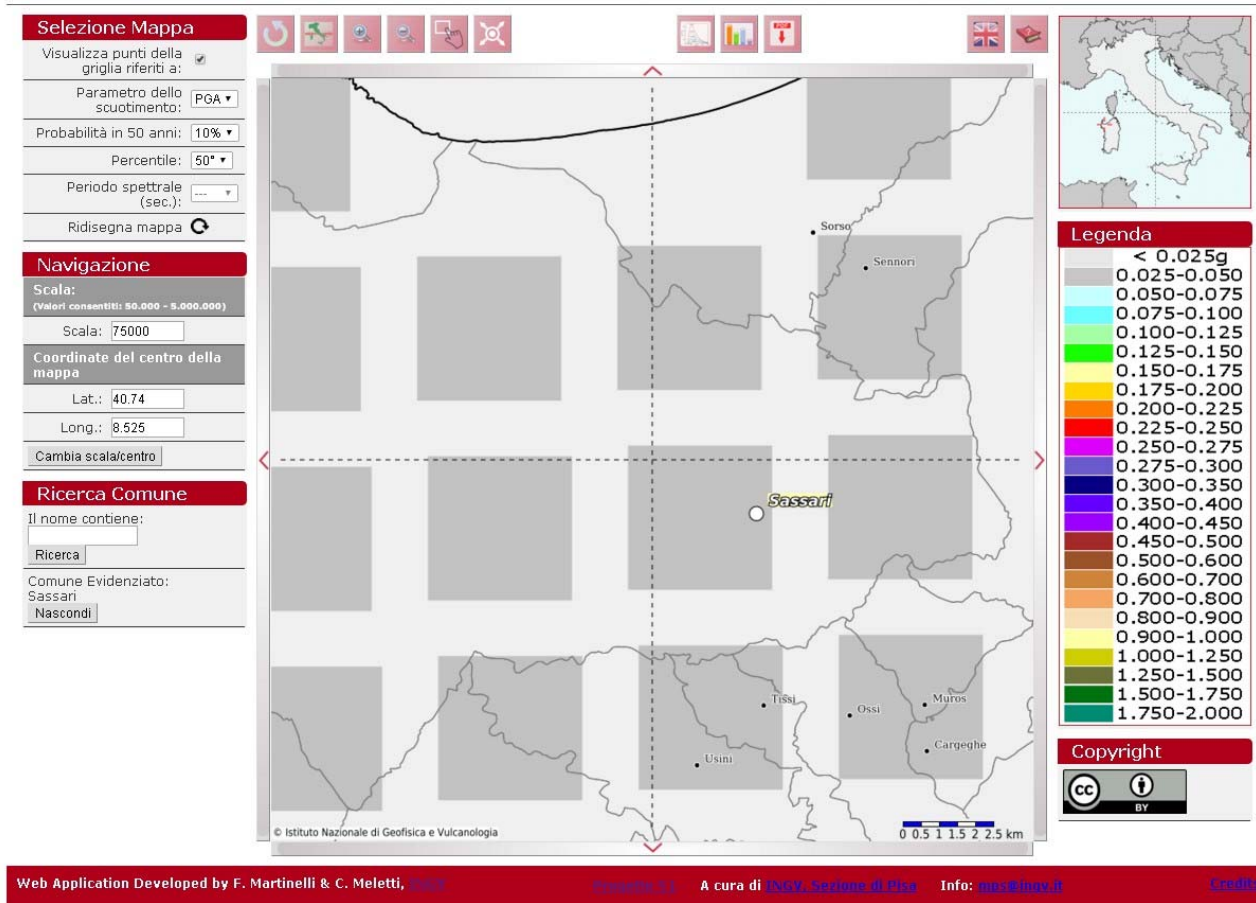 Selezione Mappa
Visualizza punti della
griglia riferiti a:
Parametro dello
scuotimento:
PGA
Probabilità in 50 anni:
10%
Percentile:
50°
Periodo spettrale
(sec.):
---
Ridisegna mappa
Navigazione
Scala:
(Valori consentiti: 50.000 - 5.000.000)
Scala: 75000
Coordinate del centro della
mappa
Lat.: 40.74
Long.: 8.525
Cambia scala/centro
Ricerca Comune
Il nome contiene:
Ricerca
Comune Evidenziato:
Sassari
Nascondi
PDF
Sorso
Sennori
Sassari
Tissi
Ossi
Muros
Usini
Cargeghe
© Istituto Nazionale di Geofisica e Vulcanologia
0 0.5 1 1.5 2 2.5 km
Legenda
< 0.025g
0.025-0.050
0.050-0.075
0.075-0.100
0.100-0.125
0.125-0.150
0.150-0.175
0.175-0.200
0.200-0.225
0.225-0.250
0.250-0.275
0.275-0.300
0.300-0.350
0.350-0.400
0.400-0.450
0.450-0.500
0.500-0.600
0.600-0.700
0.700-0.800
0.800-0.900
0.900-1.000
1.000-1.250
1.250-1.500
1.500-1.750
1.750-2.000
Copyright
cc
BY
Web Application Developed by F. Martinelli & C. Meletti, INGV
A cura di INGV, Sezione di Pisa
Info: mps@ingv.it
Credits